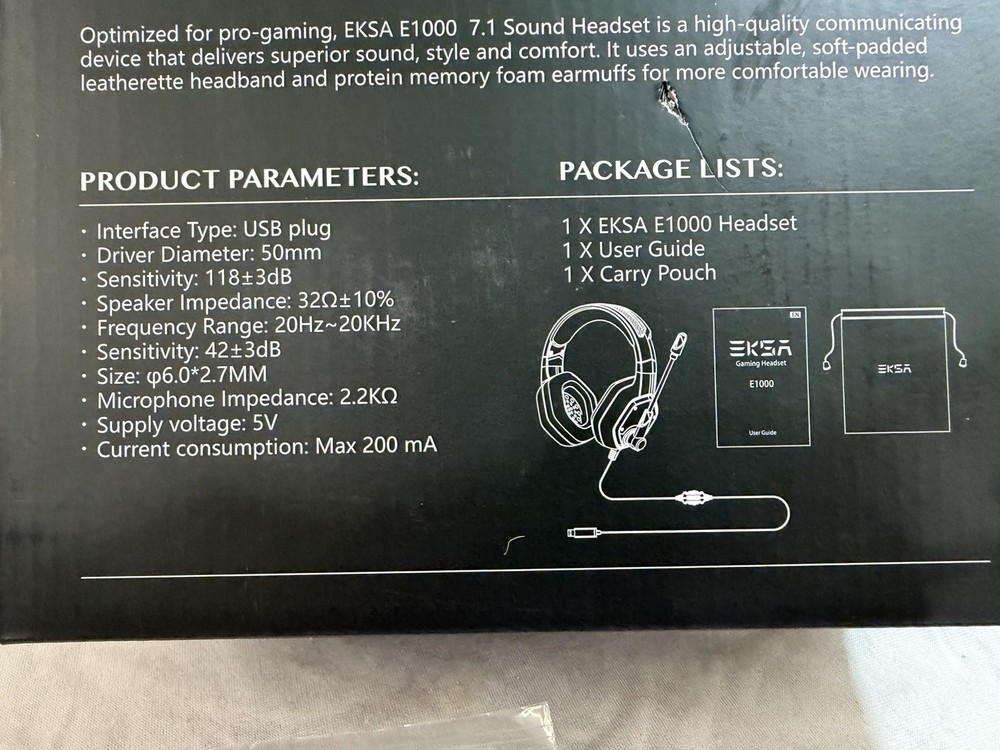 Optimized for pro-gaming, EKSA E1000 7.1 Sound Headset is a high-quality communicating
device that delivers superior sound, style and comfort. It uses an adjustable, soft-padded
leatherette headband and protein memory foam earmuffs for more comfortable wearing.
PRODUCT PARAMETERS:
· Interface Type: USB plug
· Driver Diameter: 50mm
· Sensitivity: 118±3dB
· Speaker Impedance: 32Ω±10%
· Frequency Range: 20Hz~20KHz
· Sensitivity: 42±3dB
· Size: φ6.0*2.7MM
· Microphone Impedance: 2.2KΩ
· Supply voltage: 5V
· Current consumption: Max 200 mA
PACKAGE LISTS:
1 X EKSA E1000 Headset
1 X User Guide
1 X Carry Pouch
EN
EKSA
Gaming Headset
E1000
User Guide
EKSA